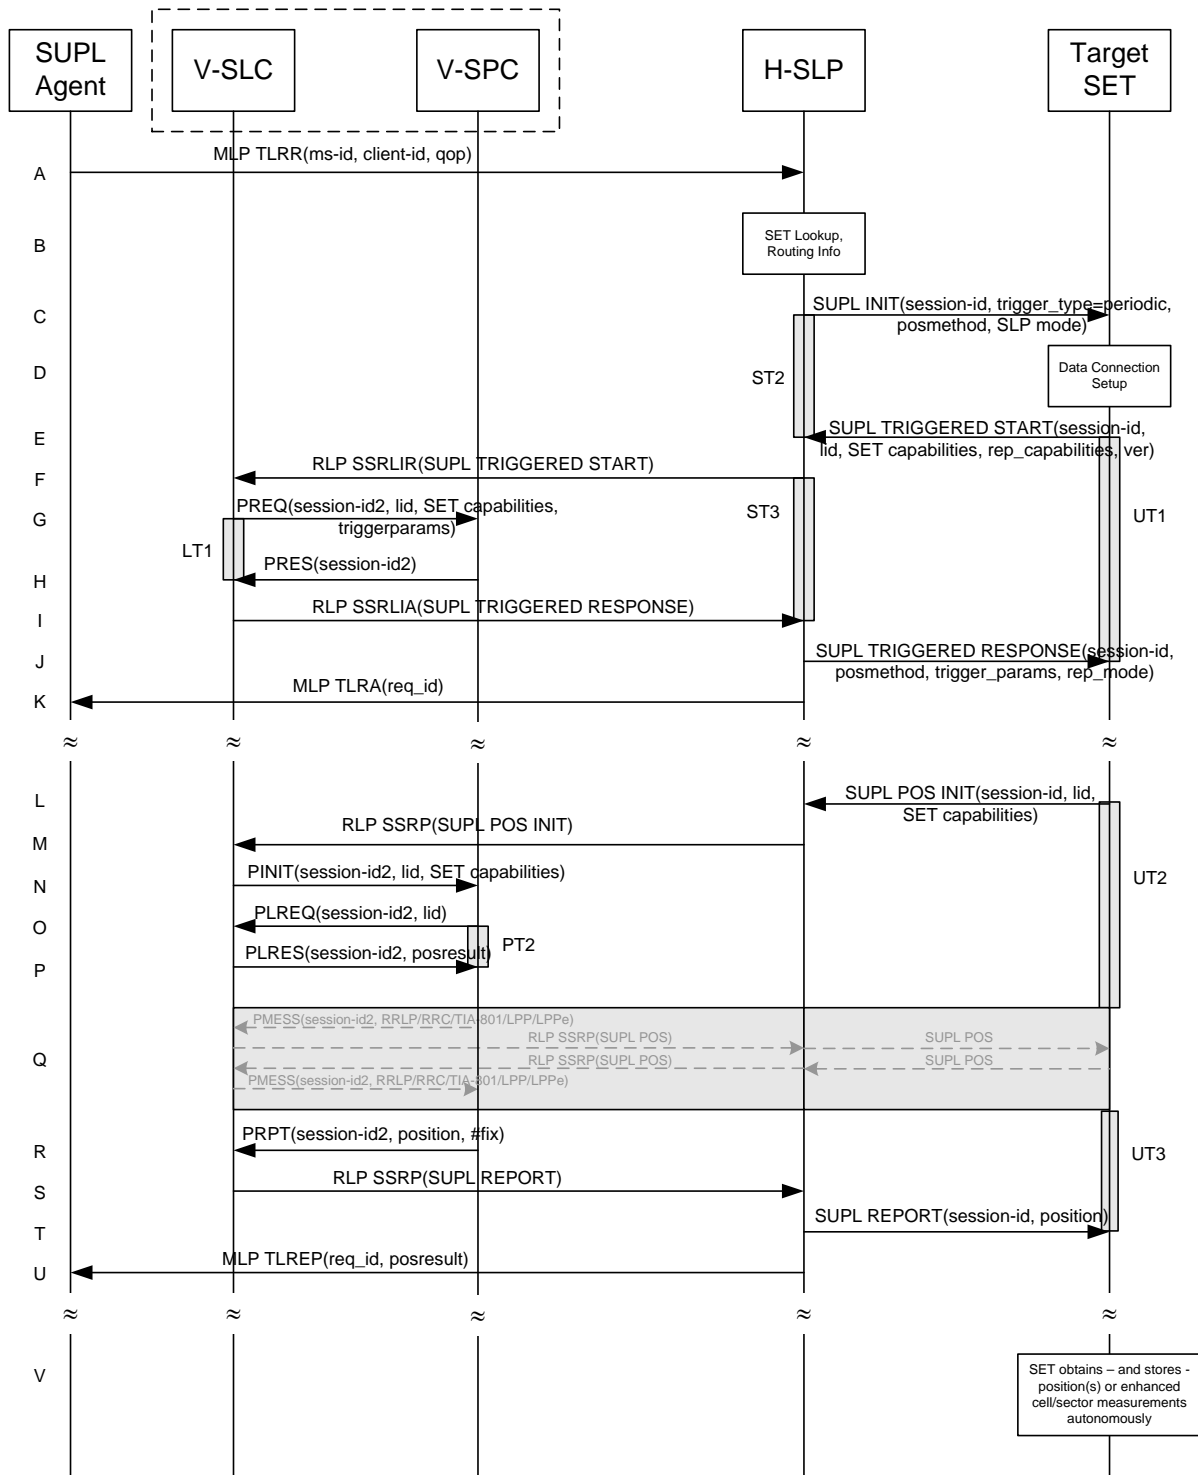 SUPL
Agent
V-SLC
V-SPC
H-SLP
Target
SET
A
MLP TLRR(ms-id, client-id, qop)
B
SET Lookup,
Routing Info
C
SUPL INIT(session-id, trigger_type=periodic,
posmethod, SLP mode)
D
ST2
Data Connection
Setup
E
SUPL TRIGGERED START(session-id,
lid, SET capabilities, rep_capabilities, ver)
F
RLP SSRLIR(SUPL TRIGGERED START)
G
PREQ(session-id2, lid, SET capabilities,
triggerparams)
ST3
UT1
LT1
H
PRES(session-id2)
I
RLP SSRLIA(SUPL TRIGGERED RESPONSE)
J
SUPL TRIGGERED RESPONSE(session-id,
posmethod, trigger_params, rep_mode)
K
MLP TLRA(req_id)
≈ ≈ ≈ ≈ ≈
L
SUPL POS INIT(session-id, lid,
SET capabilities)
M
RLP SSRP(SUPL POS INIT)
N
PINIT(session-id2, lid, SET capabilities)
UT2
O
PLREQ(session-id2, lid)
PT2
P
PLRES(session-id2, posresult)
PMESS(session-id2, RRLP/RRC/TIA-801/LPP/LPPe)
RLP SSRP(SUPL POS)
SUPL POS
Q
RLP SSRP(SUPL POS)
SUPL POS
PMESS(session-id2, RRLP/RRC/TIA-801/LPP/LPPe)
R
PRPT(session-id2, position, #fix)
UT3
S
RLP SSRP(SUPL REPORT)
T
SUPL REPORT(session-id, position)
U
MLP TLREP(req_id, posresult)
≈ ≈ ≈ ≈ ≈
V
SET obtains – and stores -
position(s) or enhanced
cell/sector measurements
autonomously